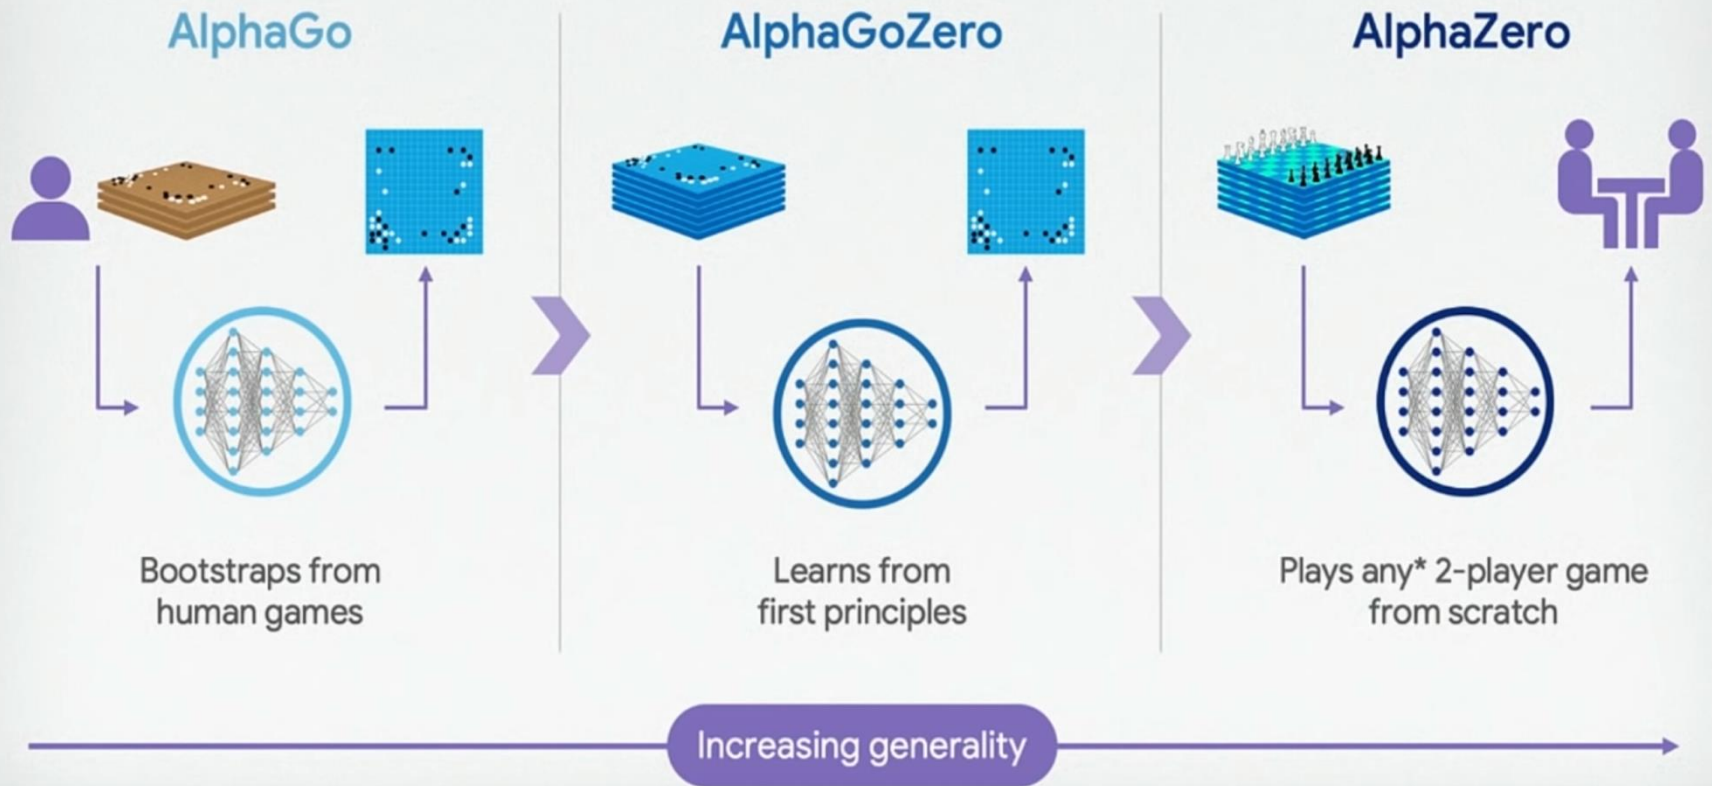 AlphaGo
AlphaGoZero
AlphaZero
Bootstraps from
human games
Learns from
first principles
Plays any* 2-player game
from scratch
Increasing generality